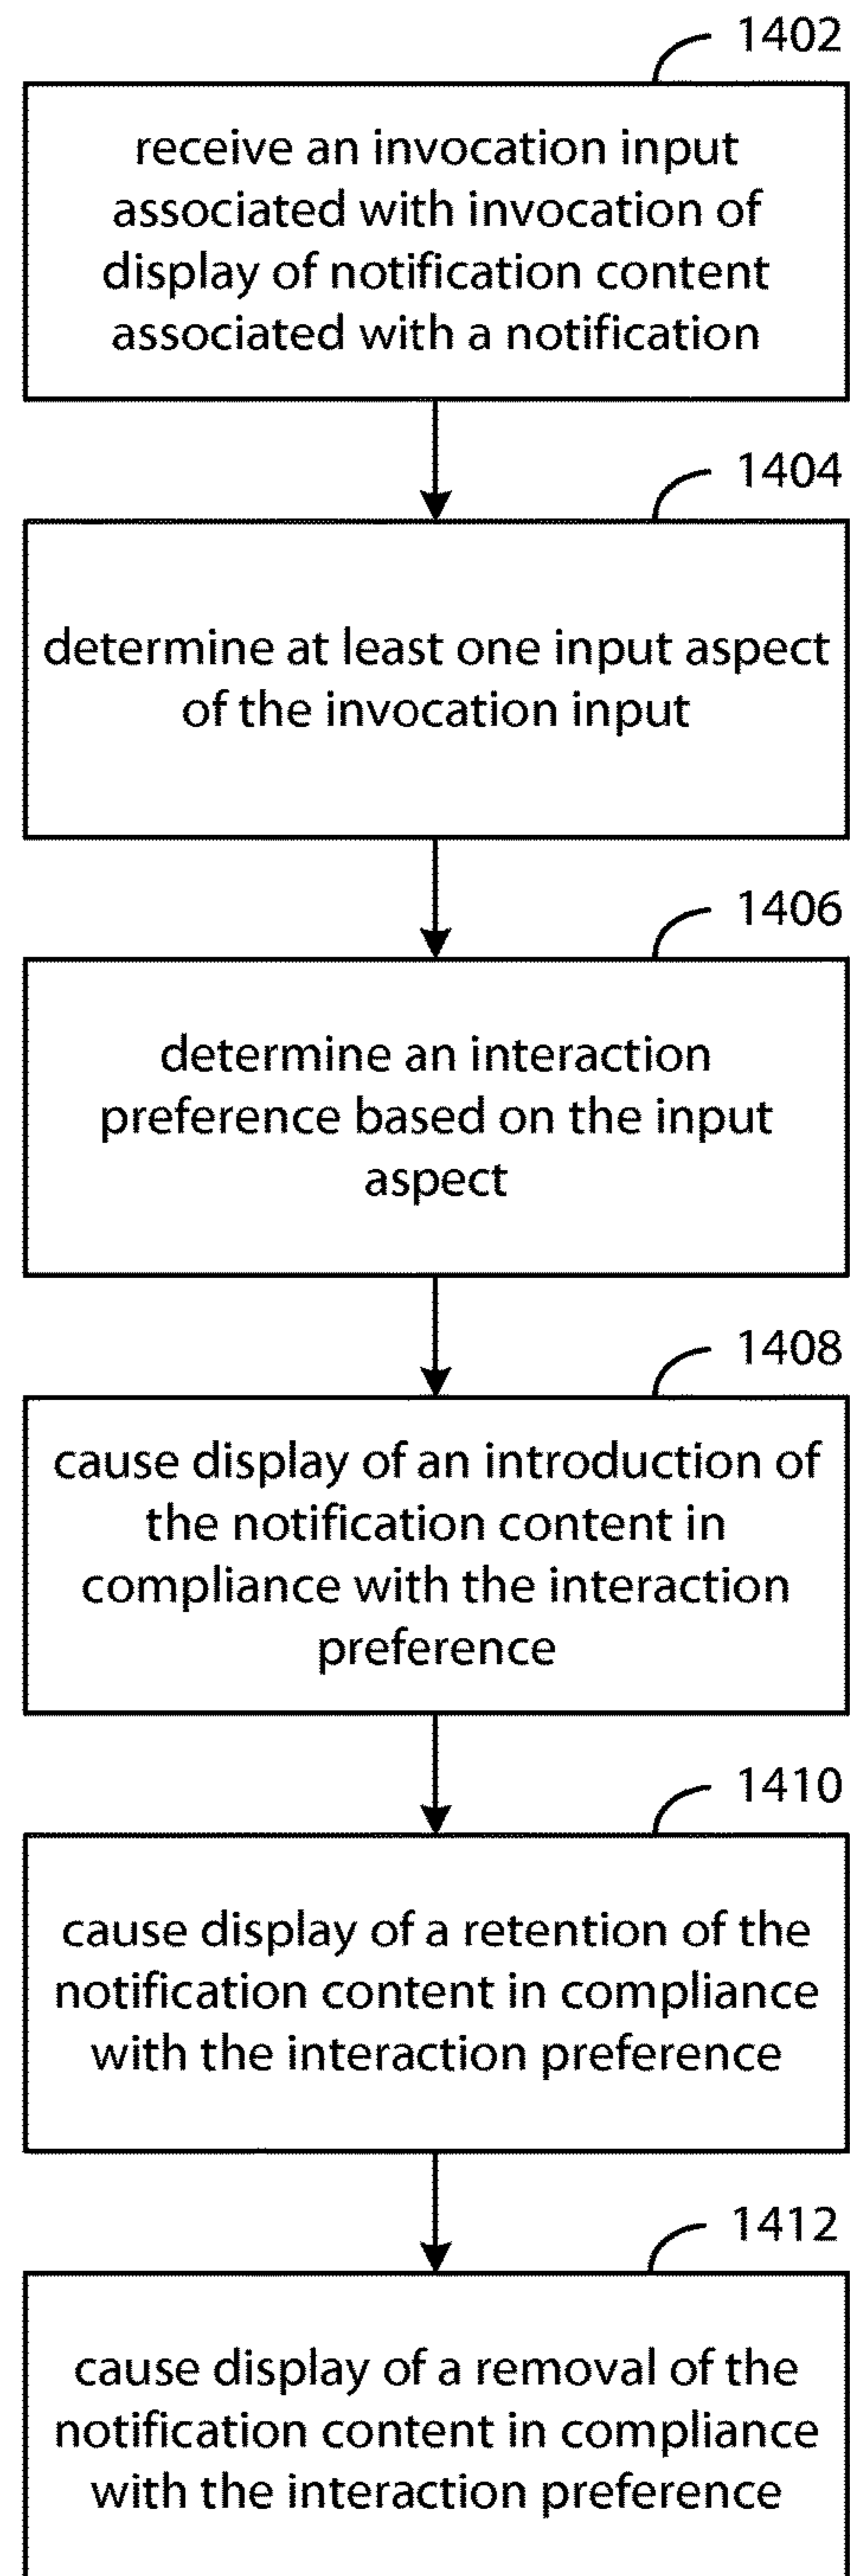 1402
receive an invocation input
associated with invocation of
display of notification content
associated with a notification
1404
determine at least one input aspect
of the invocation input
1406
determine an interaction
preference based on the input
aspect
1408
cause display of an introduction of
the notification content in
compliance with the interaction
preference
1410
cause display of a retention of the
notification content in compliance
with the interaction preference
1412
cause display of a removal of the
notification content in compliance
with the interaction preference